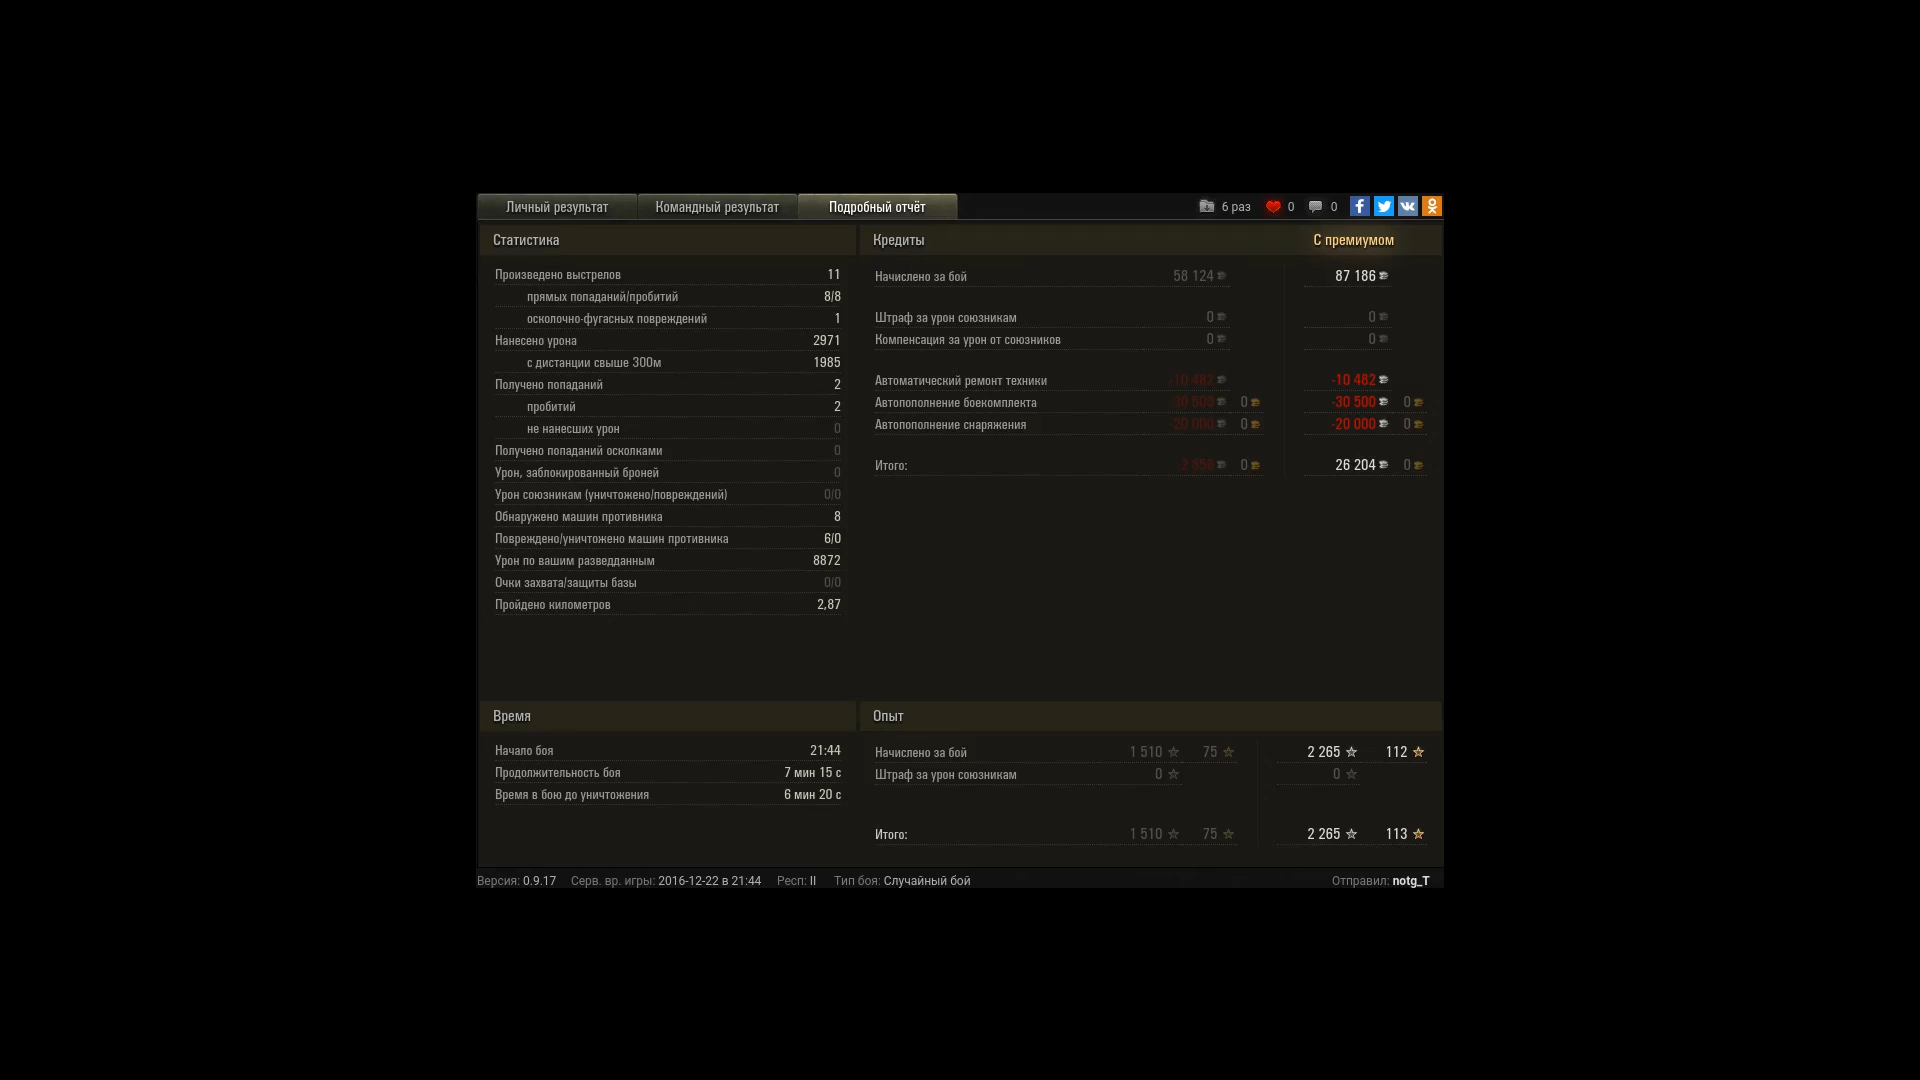 Личный результат Командный результат Подробный отчёт 6 раз 0 0
Статистика
Произведено выстрелов 11
прямых попаданий/пробитий 8/8
осколочно-фугасных повреждений 1
Нанесено урона 2971
с дистанции свыше 300м 1985
Получено попаданий 2
пробитий 2
не нанесших урон 0
Получено попаданий осколками 0
Урон, заблокированный броней 0
Урон союзникам (уничтожено/повреждений) 0/0
Обнаружено машин противника 8
Повреждено/уничтожено машин противника 6/0
Урон по вашим разведданным 8872
Очки захвата/защиты базы 0/0
Пройдено километров 2,87
Кредиты С премиумом
Начислено за бой 58 124 87 186
Штраф за урон союзникам 0 0
Компенсация за урон от союзников 0 0
Автоматический ремонт техники -10 482 -10 482
Автопополнение боекомплекта -30 500 0 -30 500 0
Автопополнение снаряжения -20 000 0 -20 000 0
Итого: 0 26 204 0
Время
Начало боя 21:44
Продолжительность боя 7 мин 15 с
Время в бою до уничтожения 6 мин 20 с
Опыт
Начислено за бой 1 510 75 2 265 112
Штраф за урон союзникам 0 0
Итого: 1 510 75 2 265 113
Версия: 0.9.17 Серв. вр. игры: 2016-12-22 в 21:44 Респ: II Тип боя: Случайный бой Отправил: notg_T